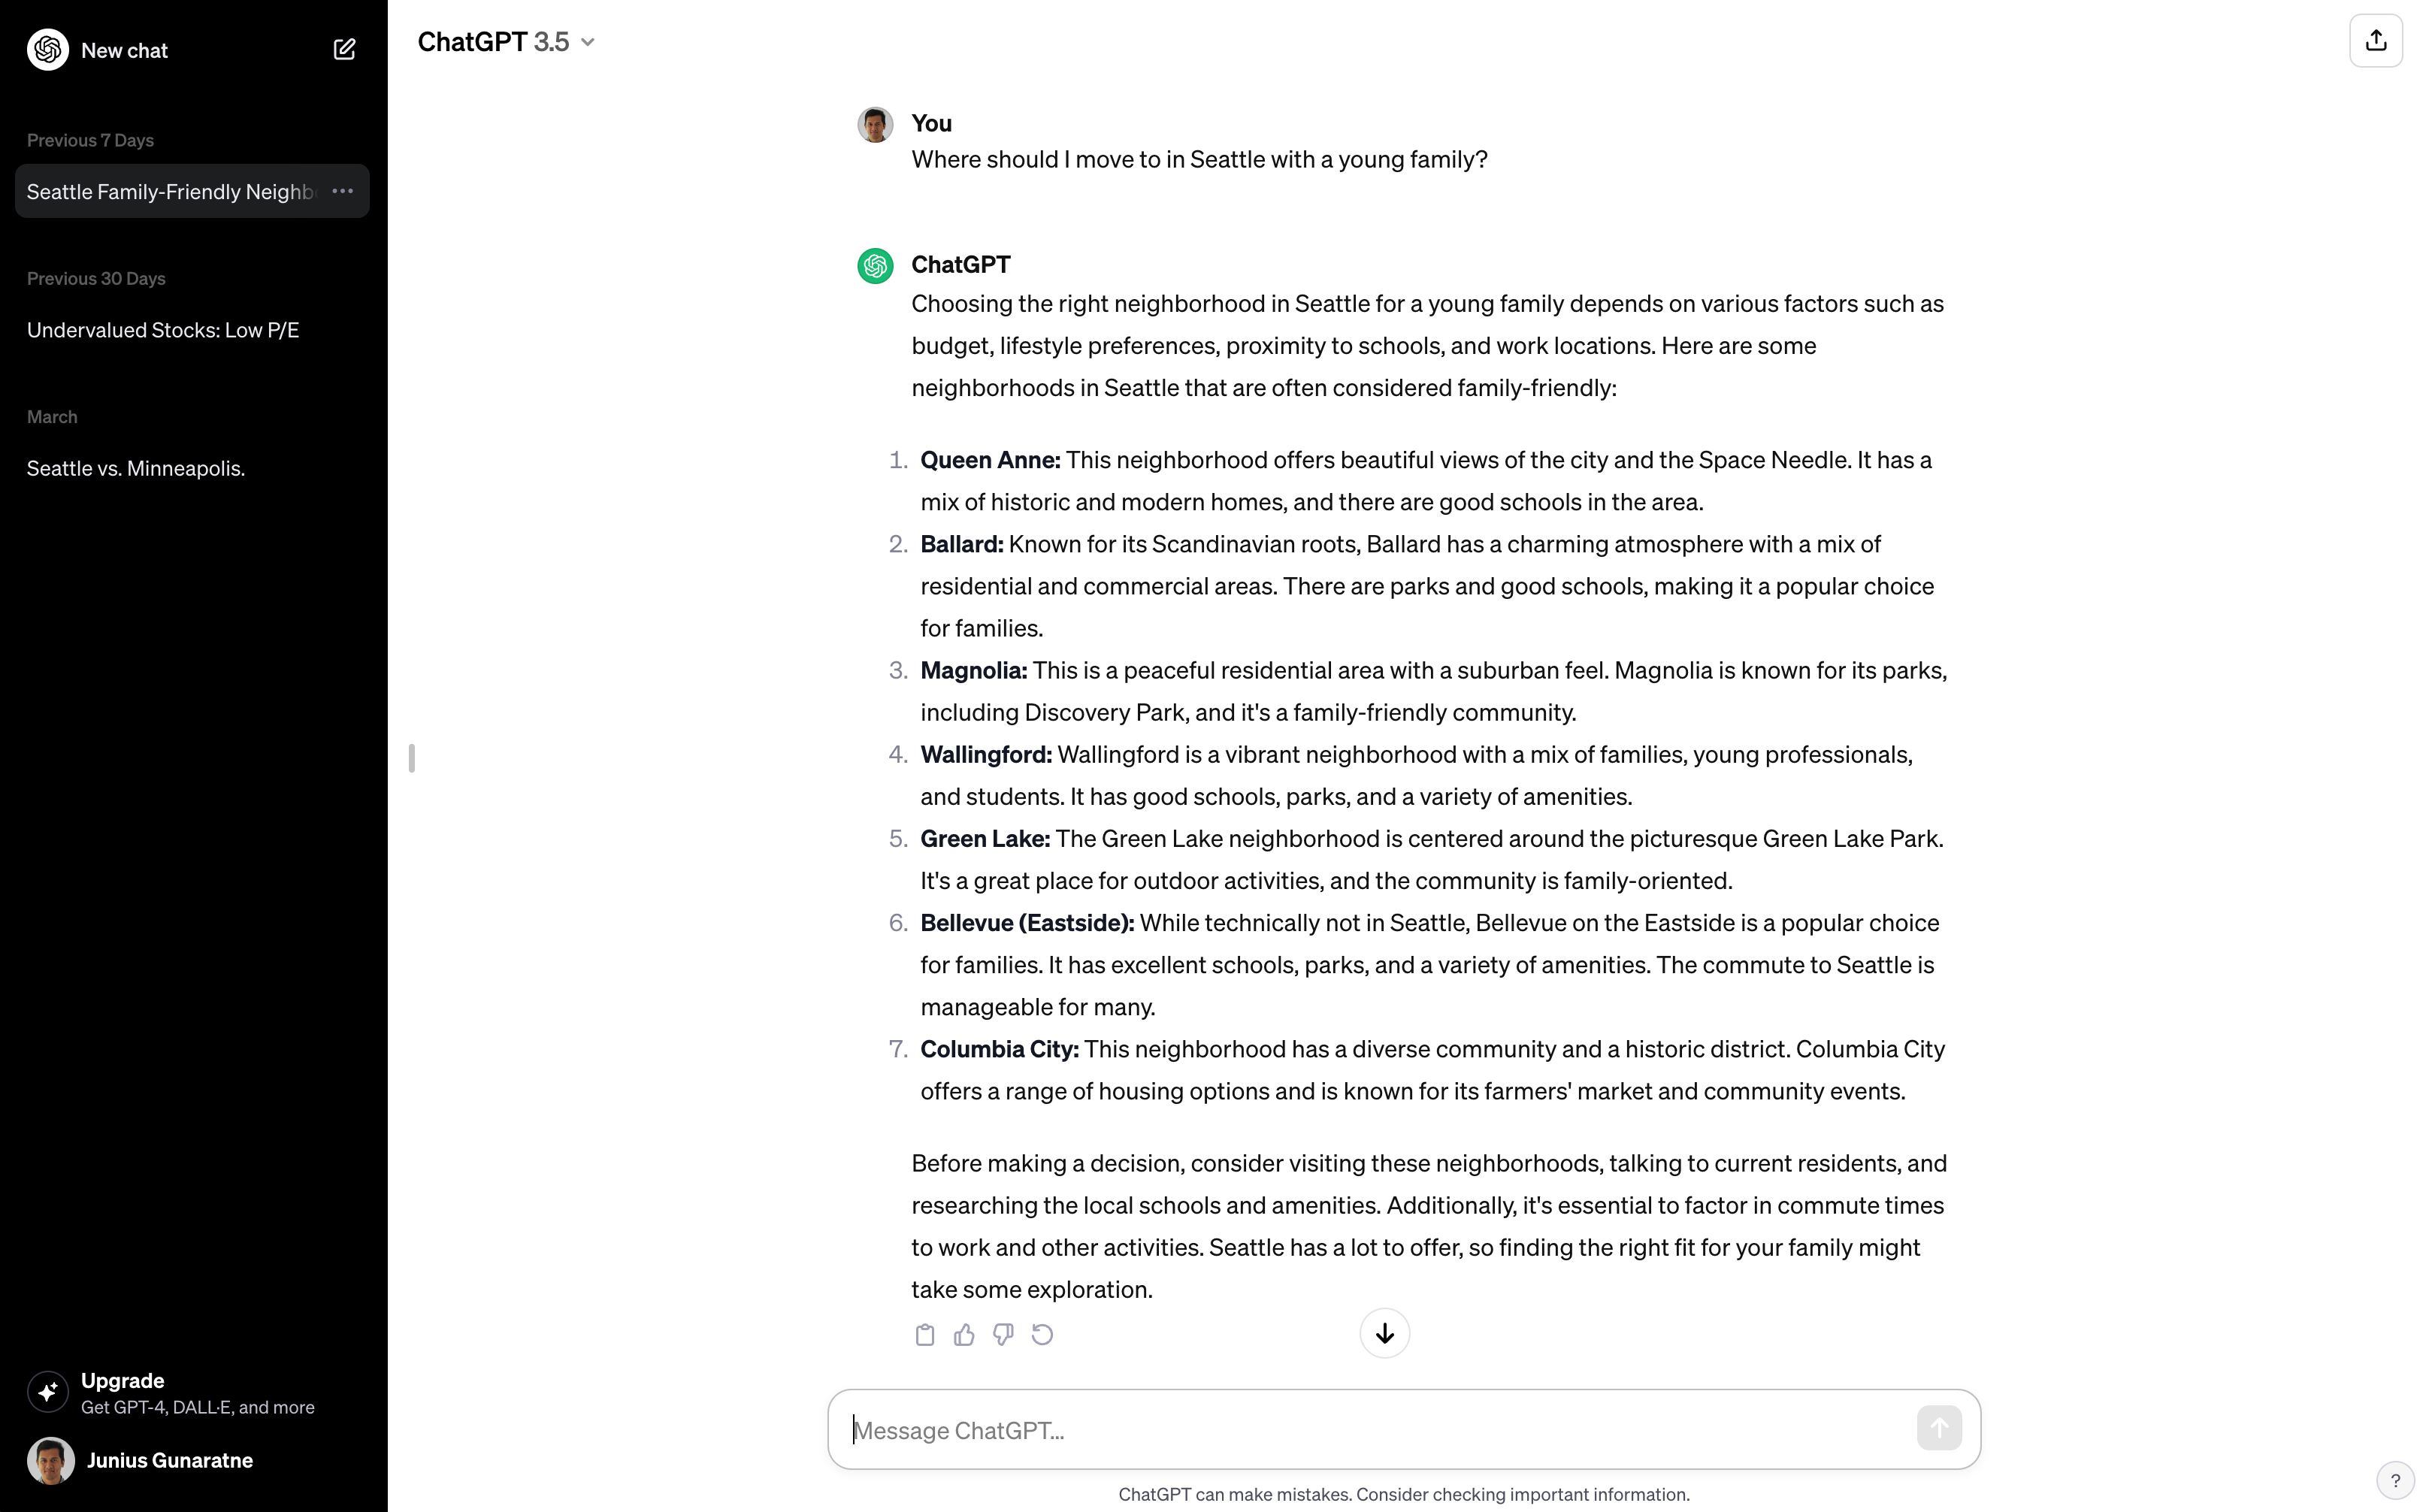 New chat
Previous 7 Days
Seattle Family-Friendly Neighb
Previous 30 Days
Undervalued Stocks: Low P/E
March
Seattle vs. Minneapolis.
Upgrade
Get GPT-4, DALL·E, and more
Junius Gunaratne
ChatGPT 3.5
You
Where should I move to in Seattle with a young family?
ChatGPT
Choosing the right neighborhood in Seattle for a young family depends on various factors such as
budget, lifestyle preferences, proximity to schools, and work locations. Here are some
neighborhoods in Seattle that are often considered family-friendly:
1. Queen Anne: This neighborhood offers beautiful views of the city and the Space Needle. It has a
mix of historic and modern homes, and there are good schools in the area.
2. Ballard: Known for its Scandinavian roots, Ballard has a charming atmosphere with a mix of
residential and commercial areas. There are parks and good schools, making it a popular choice
for families.
3. Magnolia: This is a peaceful residential area with a suburban feel. Magnolia is known for its parks,
including Discovery Park, and it's a family-friendly community.
4. Wallingford: Wallingford is a vibrant neighborhood with a mix of families, young professionals,
and students. It has good schools, parks, and a variety of amenities.
5. Green Lake: The Green Lake neighborhood is centered around the picturesque Green Lake Park.
It's a great place for outdoor activities, and the community is family-oriented.
6. Bellevue (Eastside): While technically not in Seattle, Bellevue on the Eastside is a popular choice
for families. It has excellent schools, parks, and a variety of amenities. The commute to Seattle is
manageable for many.
7. Columbia City: This neighborhood has a diverse community and a historic district. Columbia City
offers a range of housing options and is known for its farmers' market and community events.
Before making a decision, consider visiting these neighborhoods, talking to current residents, and
researching the local schools and amenities. Additionally, it's essential to factor in commute times
to work and other activities. Seattle has a lot to offer, so finding the right fit for your family might
take some exploration.
Message ChatGPT...
ChatGPT can make mistakes. Consider checking important information.
?